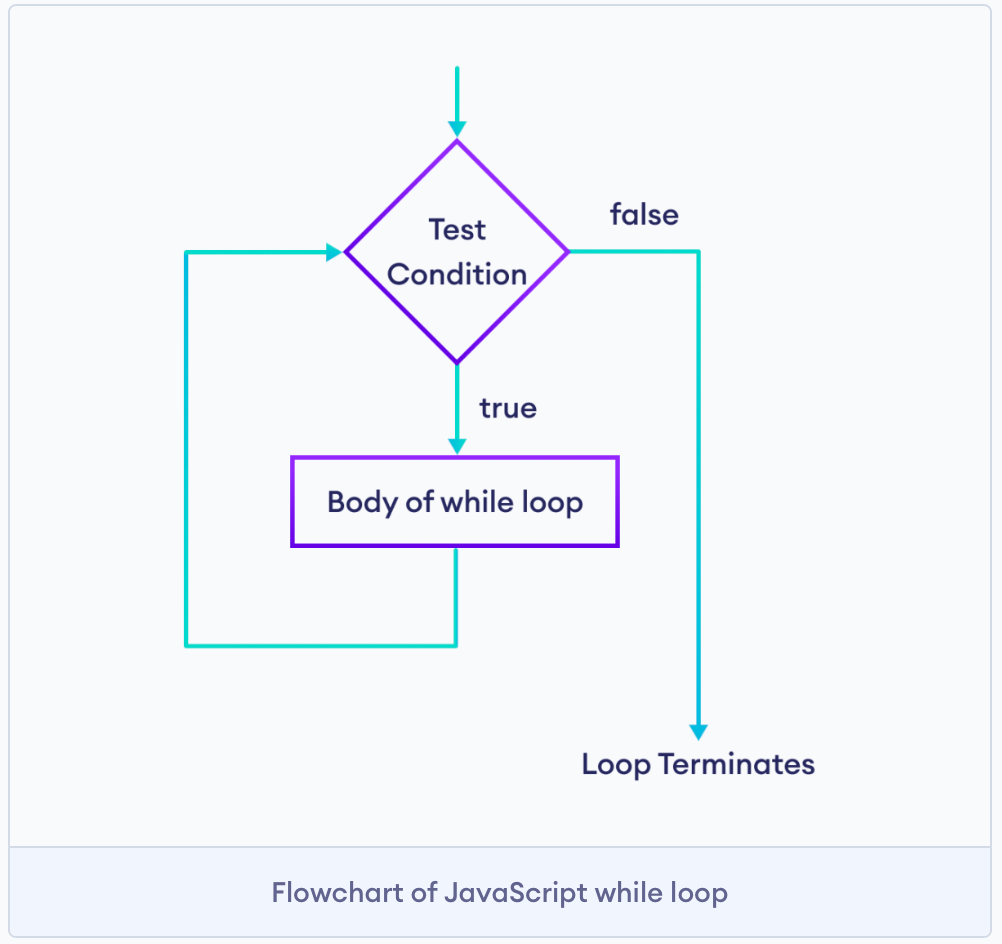 Test
Condition
false
true
Body of while loop
Loop Terminates
Flowchart of JavaScript while loop